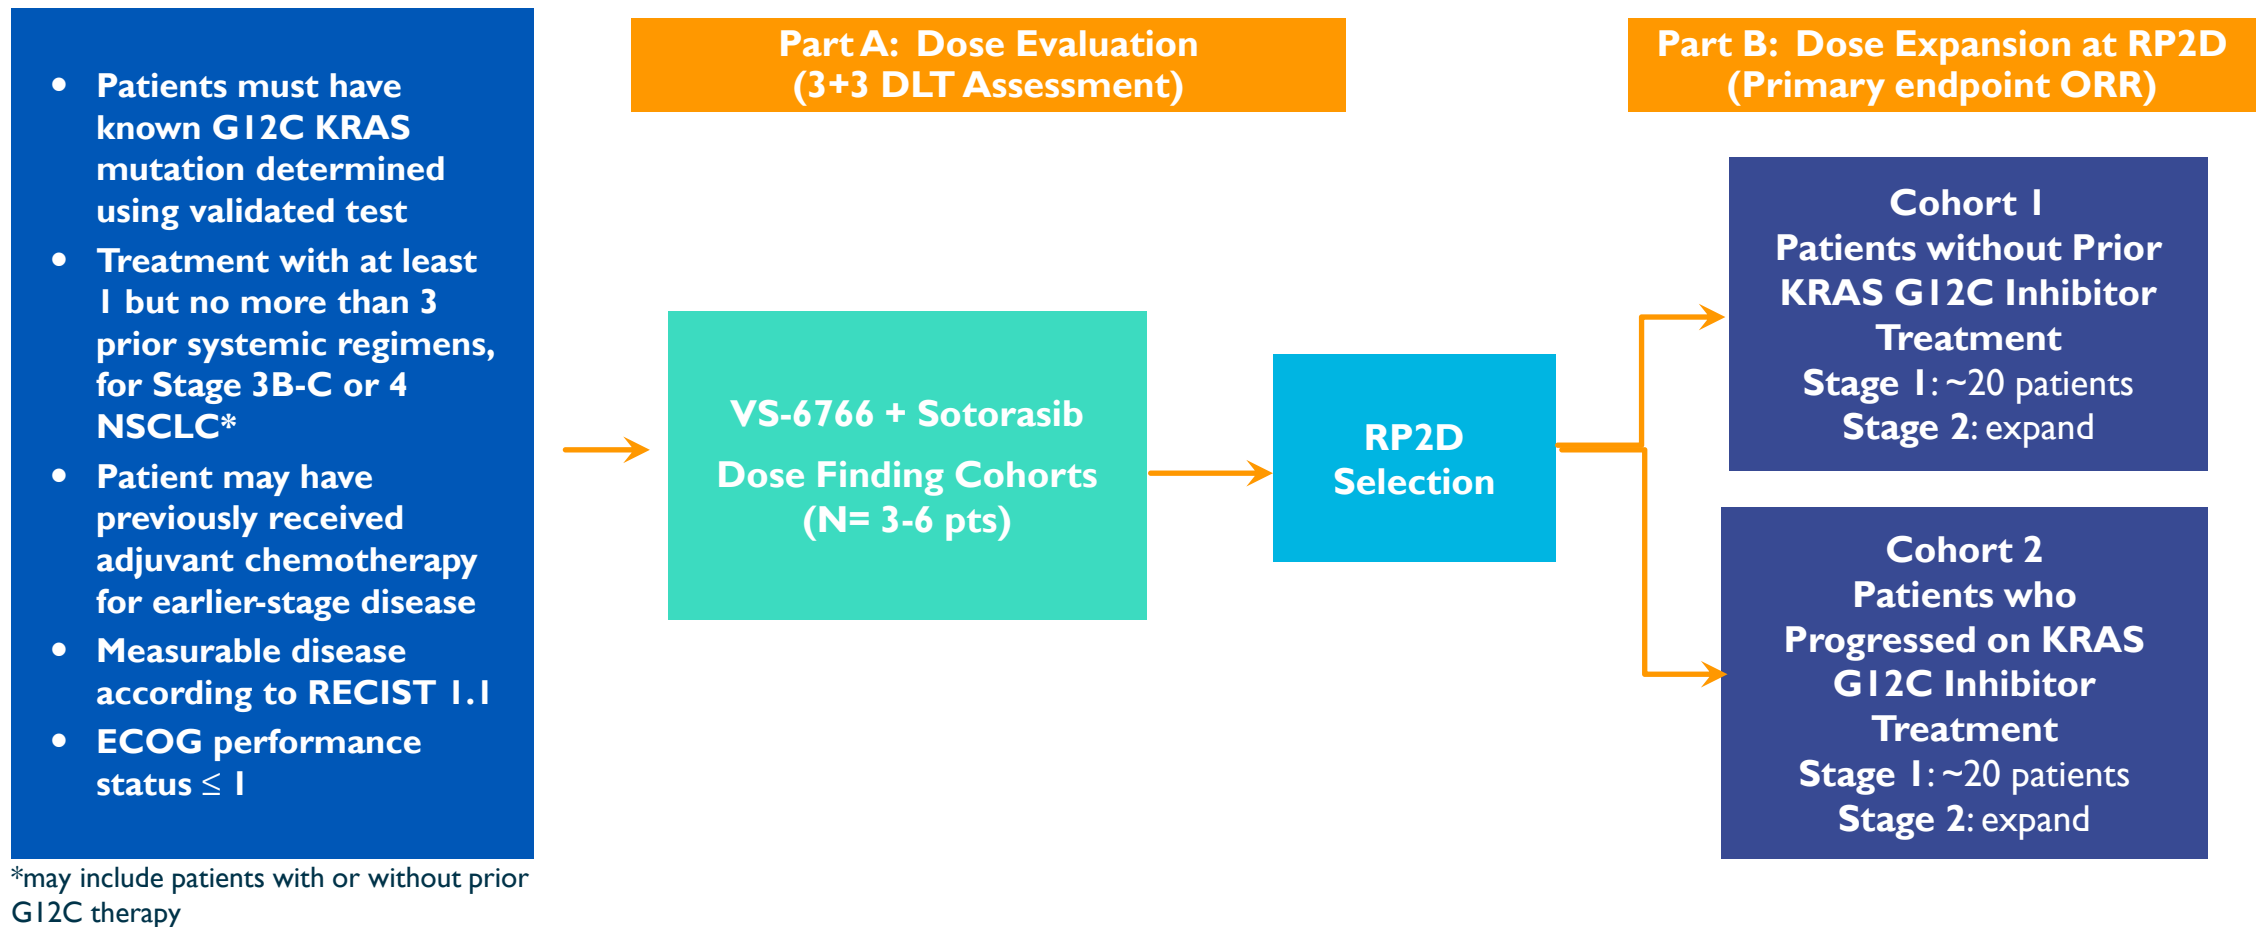 • Patients must have
known G12C KRAS
mutation determined
using validated test
• Treatment with at least
1 but no more than 3
prior systemic regimens,
for Stage 3B-C or 4
NSCLC*
• Patient may have
previously received
adjuvant chemotherapy
for earlier-stage disease
• Measurable disease
according to RECIST 1.1
• ECOG performance
status ≤ 1
*may include patients with or without prior
G12C therapy
Part A: Dose Evaluation
(3+3 DLT Assessment)
VS-6766 + Sotorasib
Dose Finding Cohorts
(N= 3-6 pts)
RP2D
Selection
Part B: Dose Expansion at RP2D
(Primary endpoint ORR)
Cohort 1
Patients without Prior
KRAS G12C Inhibitor
Treatment
Stage 1: ~20 patients
Stage 2: expand
Cohort 2
Patients who
Progressed on KRAS
G12C Inhibitor
Treatment
Stage 1: ~20 patients
Stage 2: expand